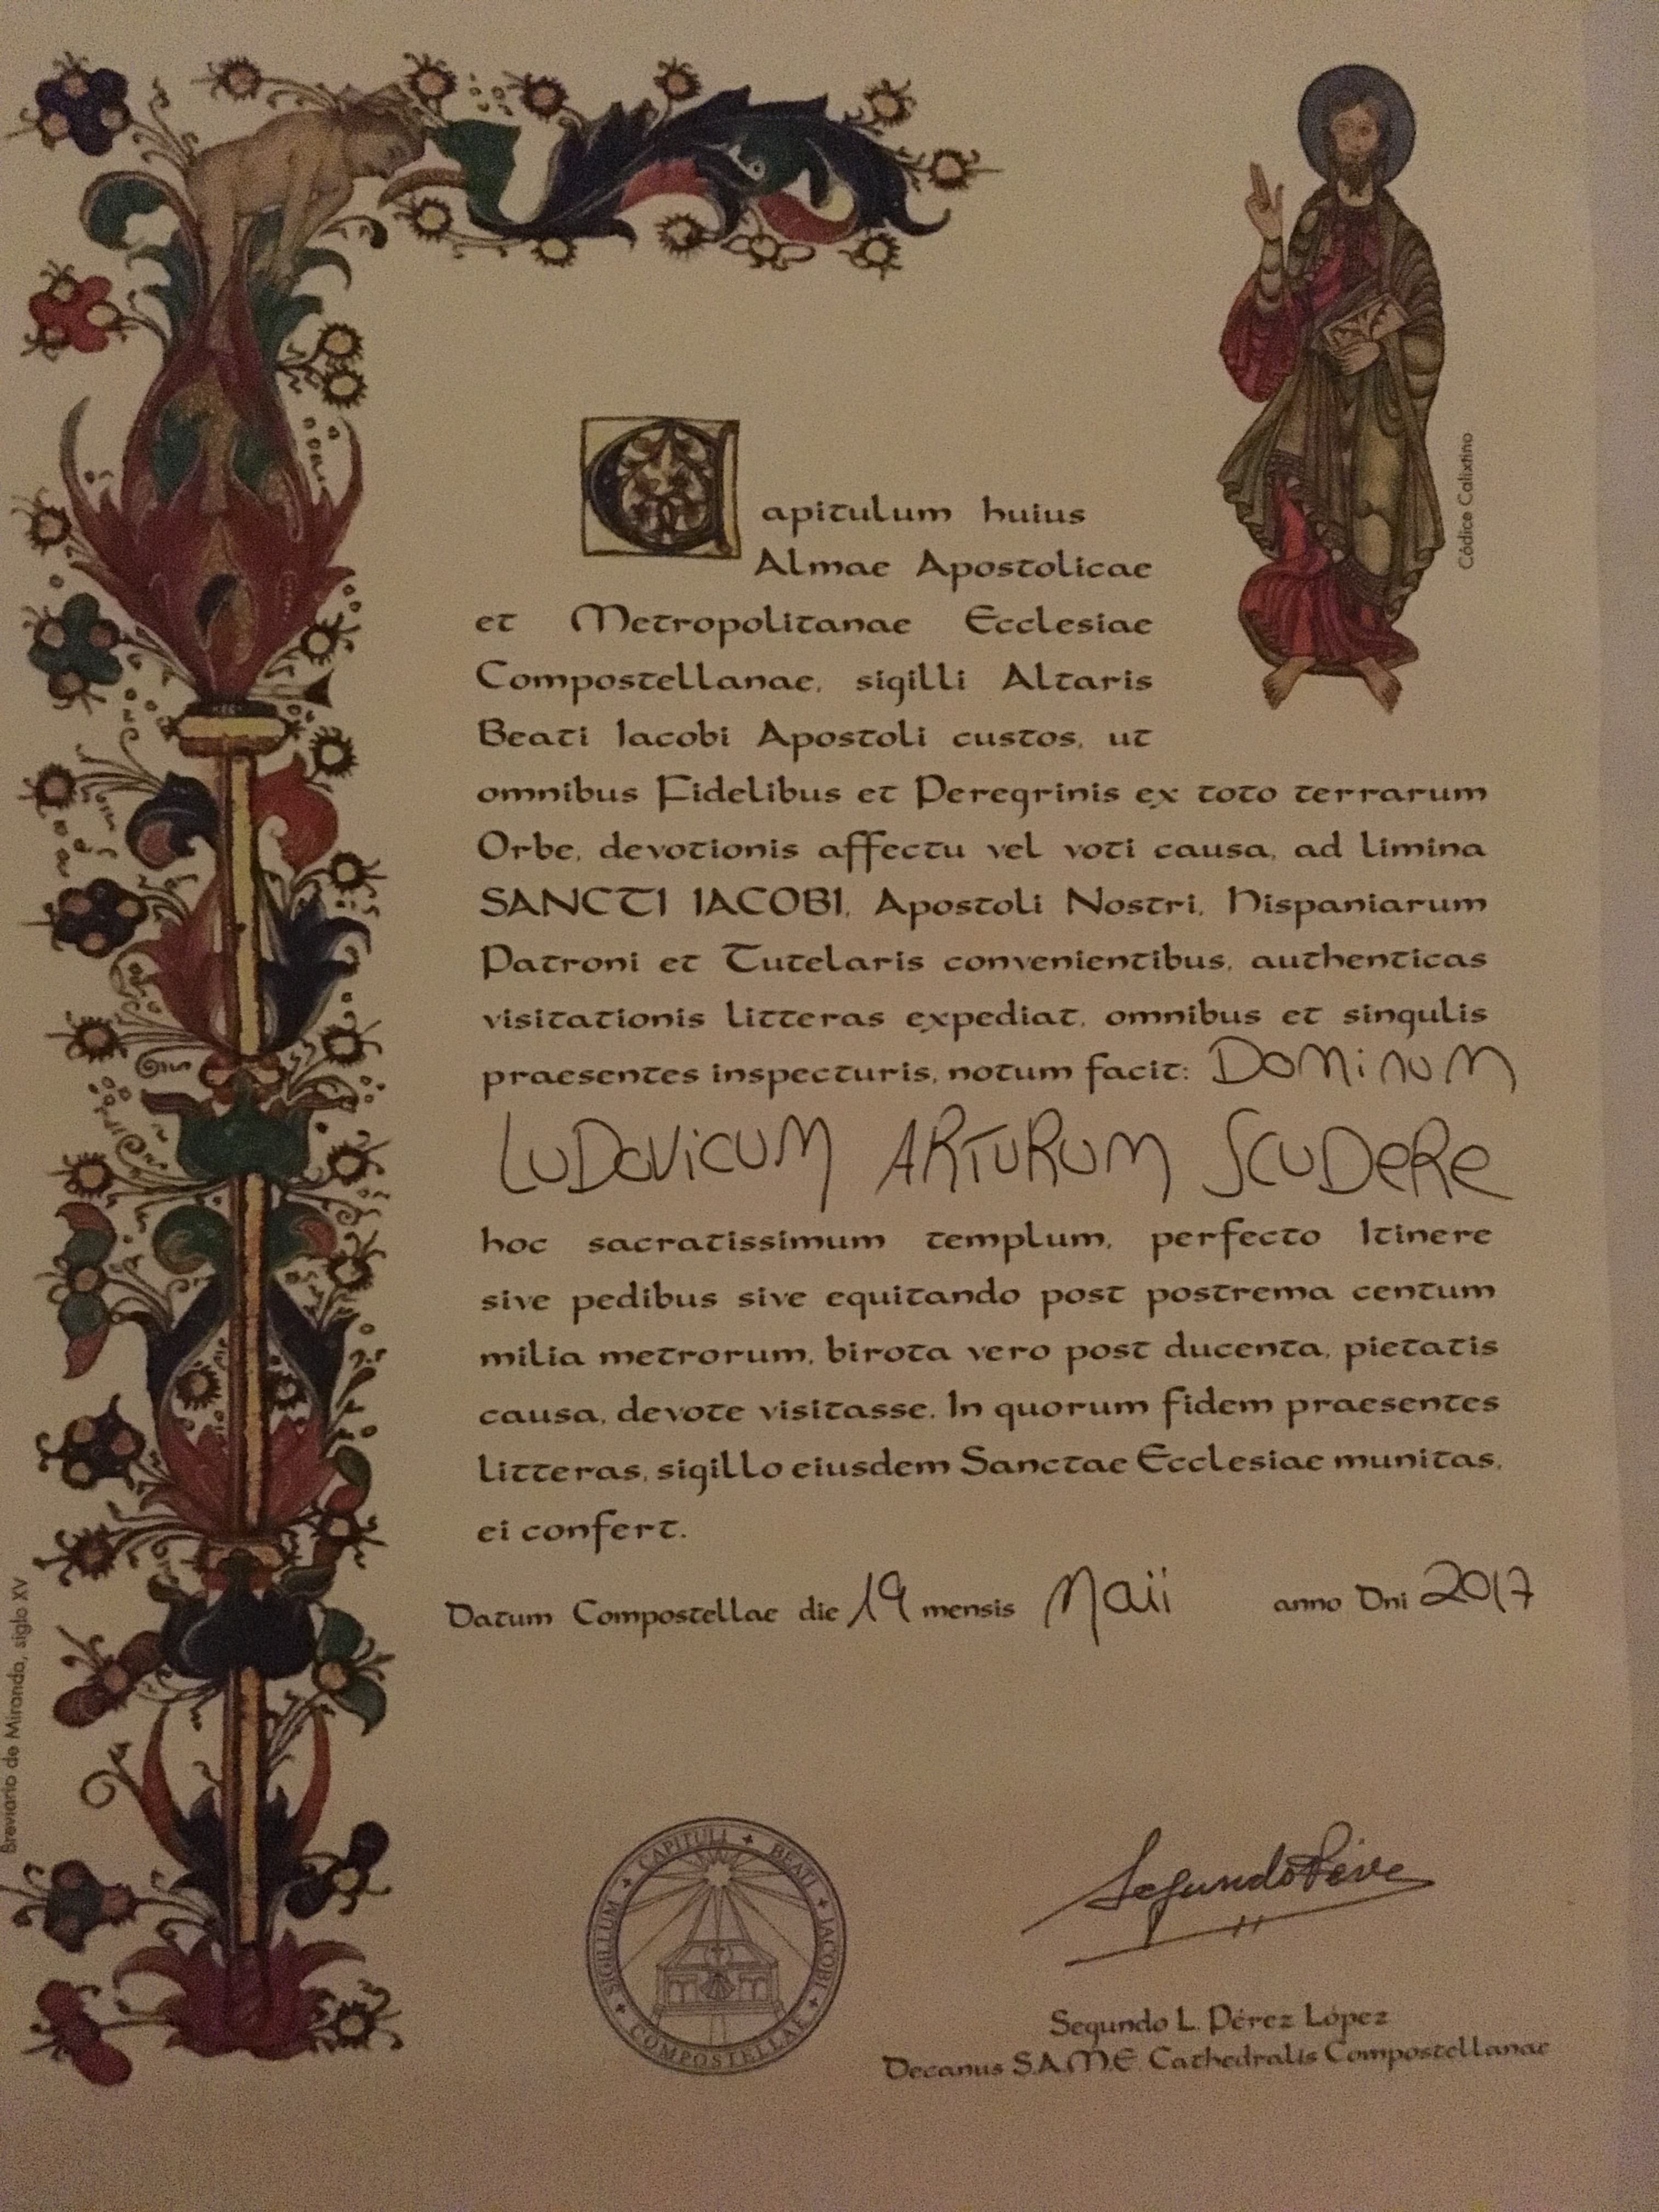 Códice Calixtino
Capitulum huius
Almae Apostolicae
et Metropolitanae Ecclesiae
Compostellanae, sigilli Altaris
Beati Iacobi Apostoli custos, ut
omnibus Fidelibus et Peregrinis ex toto terrarum
Orbe, devotionis affectu vel voti causa, ad limina
SANCTI IACOBI, Apostoli Nostri, Hispaniarum
Patroni et Tutelaris convenientibus, authenticas
visitationis litteras expediat, omnibus et singulis
praesentes inspecturis, notum facit: DOMiNUM
LUDOViCUM ARTURUM SCUDeRe
hoc sacratissimum templum, perfecto Itinere
sive pedibus sive equitando post postrema centum
milia metrorum, birota vero post ducenta, pietatis
causa, devote visitasse. In quorum fidem praesentes
litteras, sigillo eiusdem Sanctae Ecclesiae munitas,
ei confert.
Datum Compostellae die 19 mensis Maii anno Dni 2017
Breviario de Miranda, siglo XV
SIGILLUM + CAPITULI + BEATI + IACOBI + COMPOSTELLAE +
Segundo Pérez
Segundo L. Pérez López
Decanus S.A.M.E. Cathedralis Compostellanae